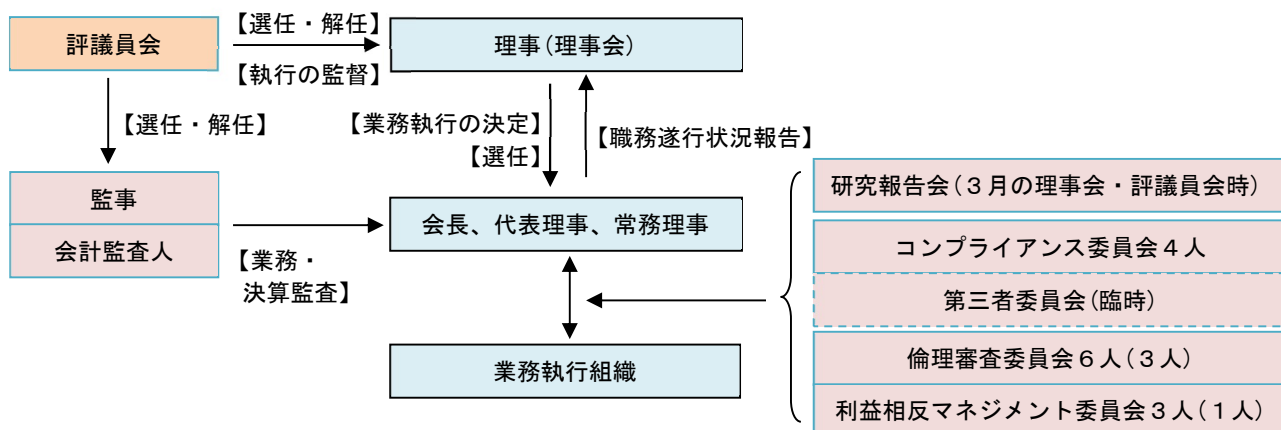 評議員会
【選任・解任】
【執行の監督】
理事(理事会)
【選任・解任】
【業務執行の決定】
【選任】
【職務遂行状況報告】
監事
会計監査人
【業務・
決算監査】
会長、代表理事、常務理事
業務執行組織
研究報告会(３月の理事会・評議員会時)
コンプライアンス委員会４人
第三者委員会(臨時)
倫理審査委員会６人(３人)
利益相反マネジメント委員会３人(１人)